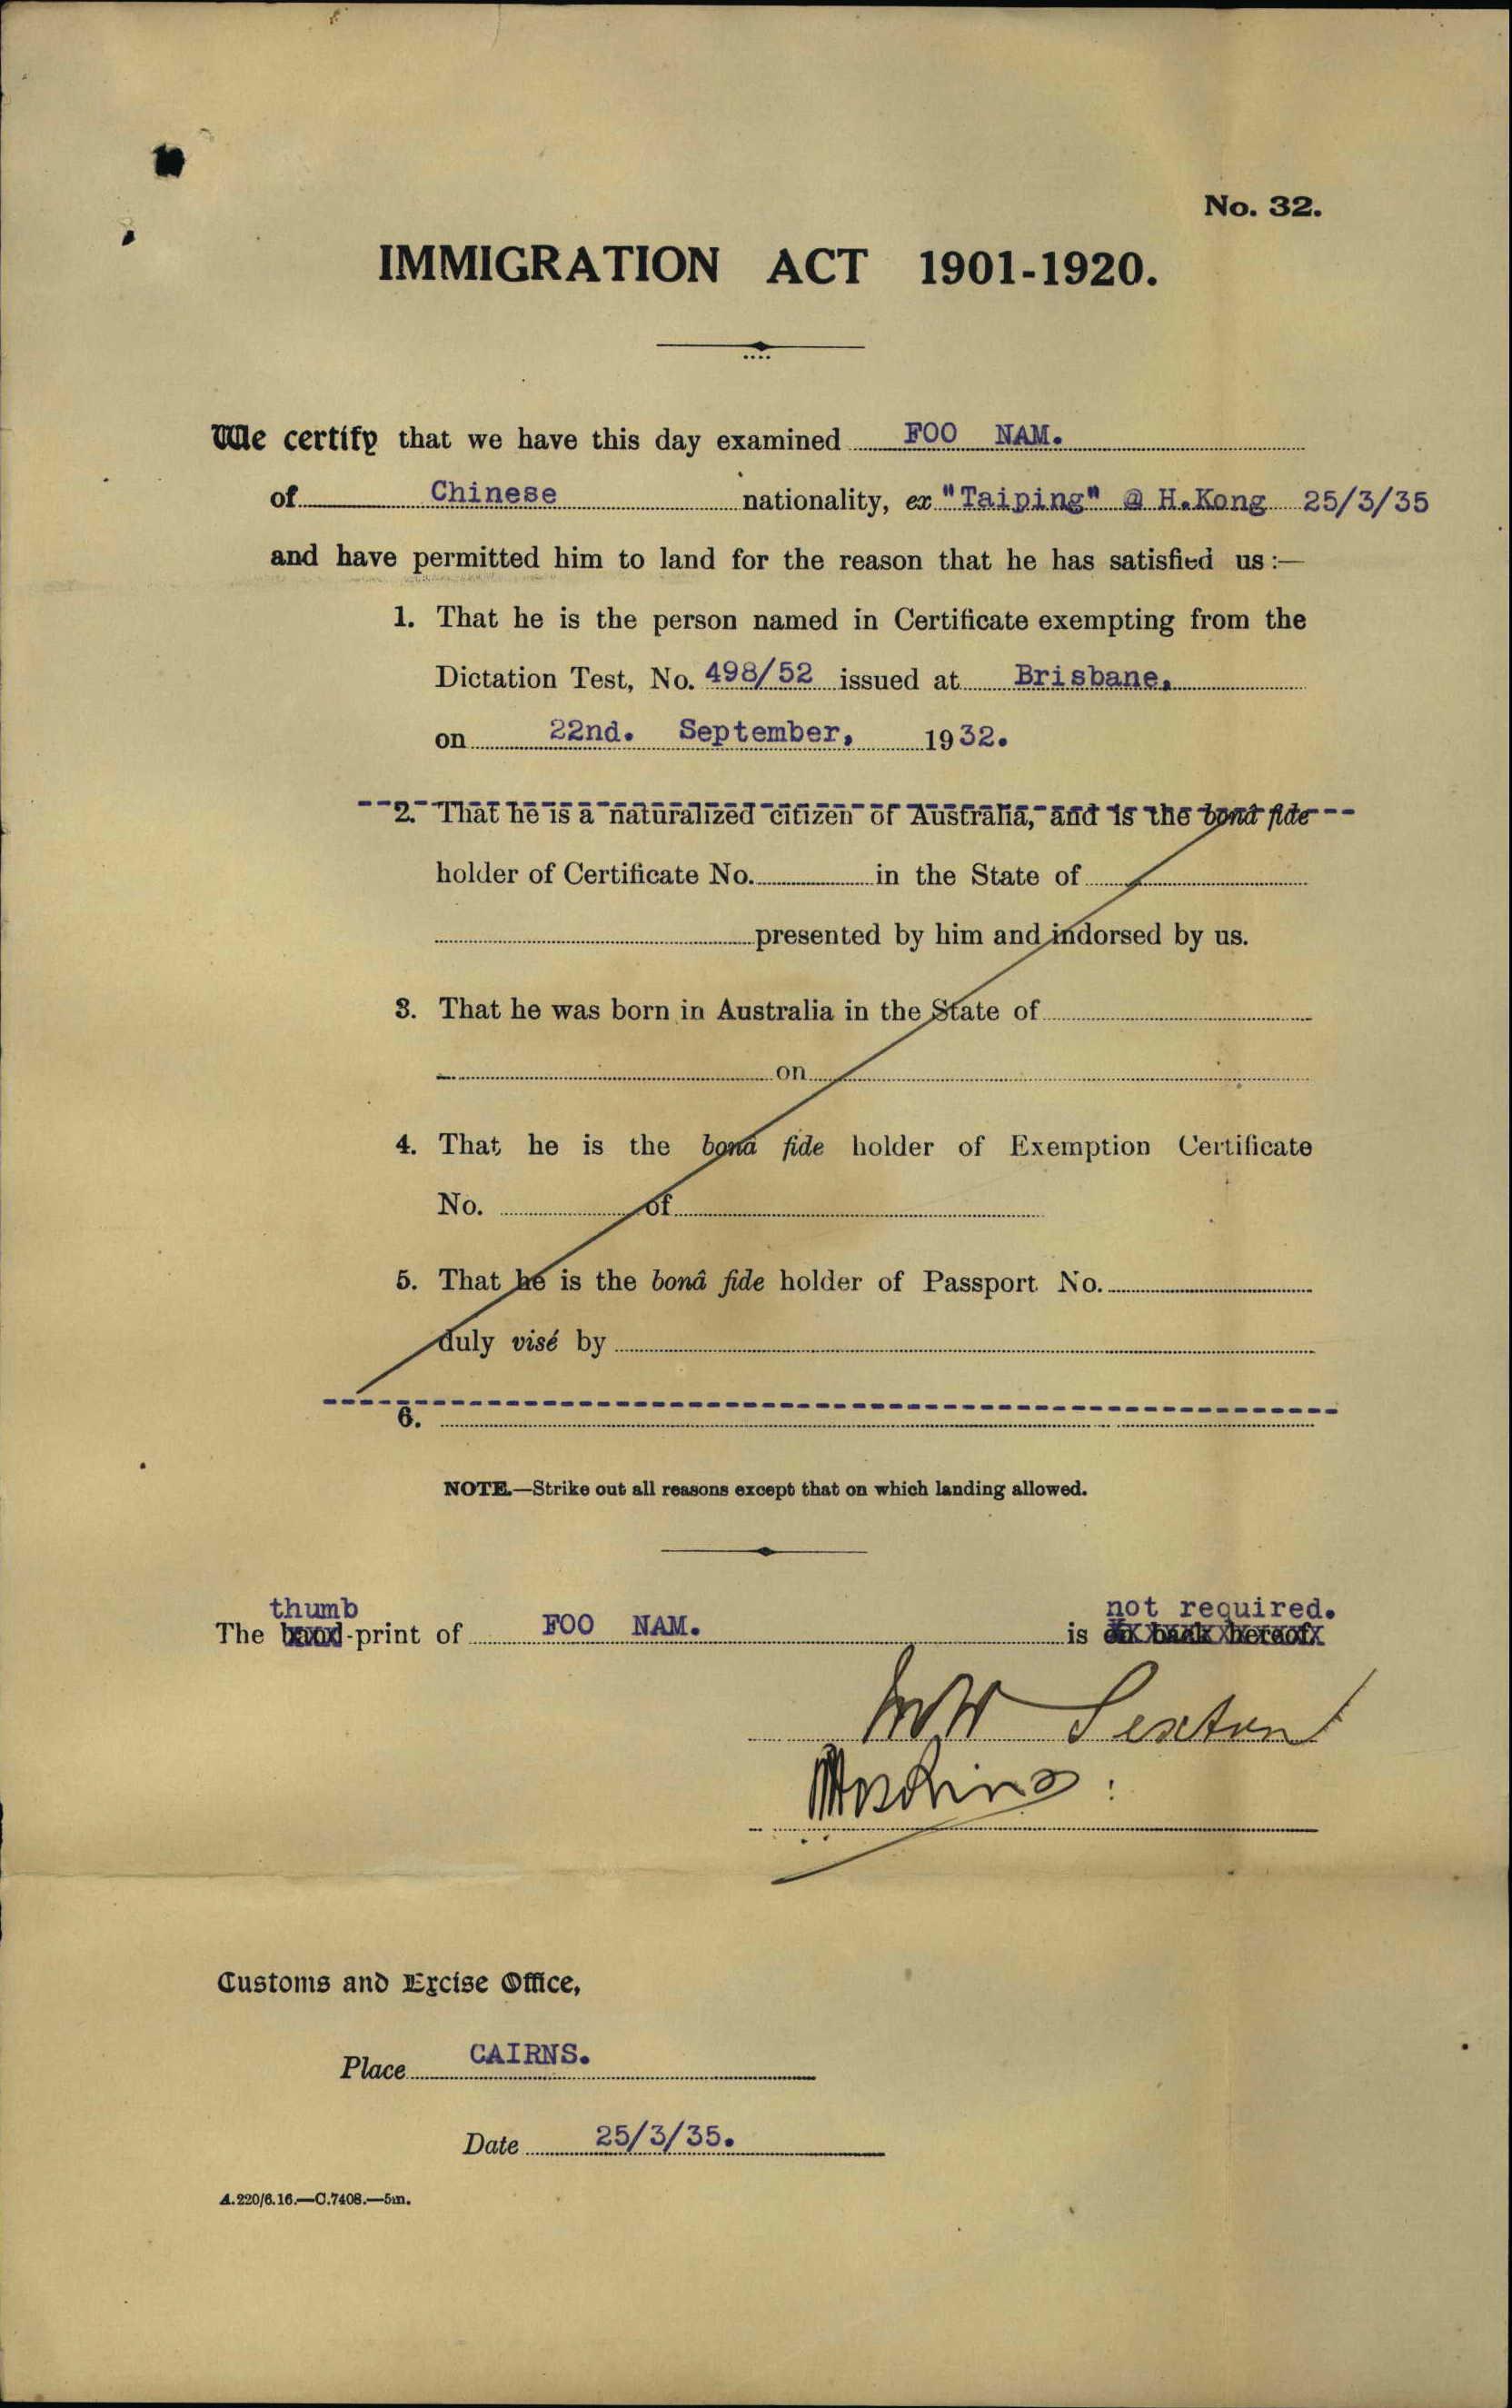 No. 32.
IMMIGRATION ACT 1901-1920.
We certify that we have this day examined FOO NAM.
of Chinese nationality, ex "Taiping" @ H.Kong 25/3/35
and have permitted him to land for the reason that he has satisfied us:—
1. That he is the person named in Certificate exempting from the
Dictation Test, No. 498/52 issued at Brisbane,
on 22nd. September, 1932.
2. That he is a naturalized citizen of Australia, and is the bonâ fide
holder of Certificate No. in the State of
presented by him and indorsed by us.
3. That he was born in Australia in the State of
on
4. That he is the bonâ fide holder of Exemption Certificate
No. of
5. That he is the bonâ fide holder of Passport No.
duly visé by
6.
NOTE.—Strike out all reasons except that on which landing allowed.
thumb not required.
The hand-print of FOO NAM. is on back hereof
Sexton
Customs and Excise Office,
Place CAIRNS.
Date 25/3/35.
A.220/6.16.—C.7408.—5m.